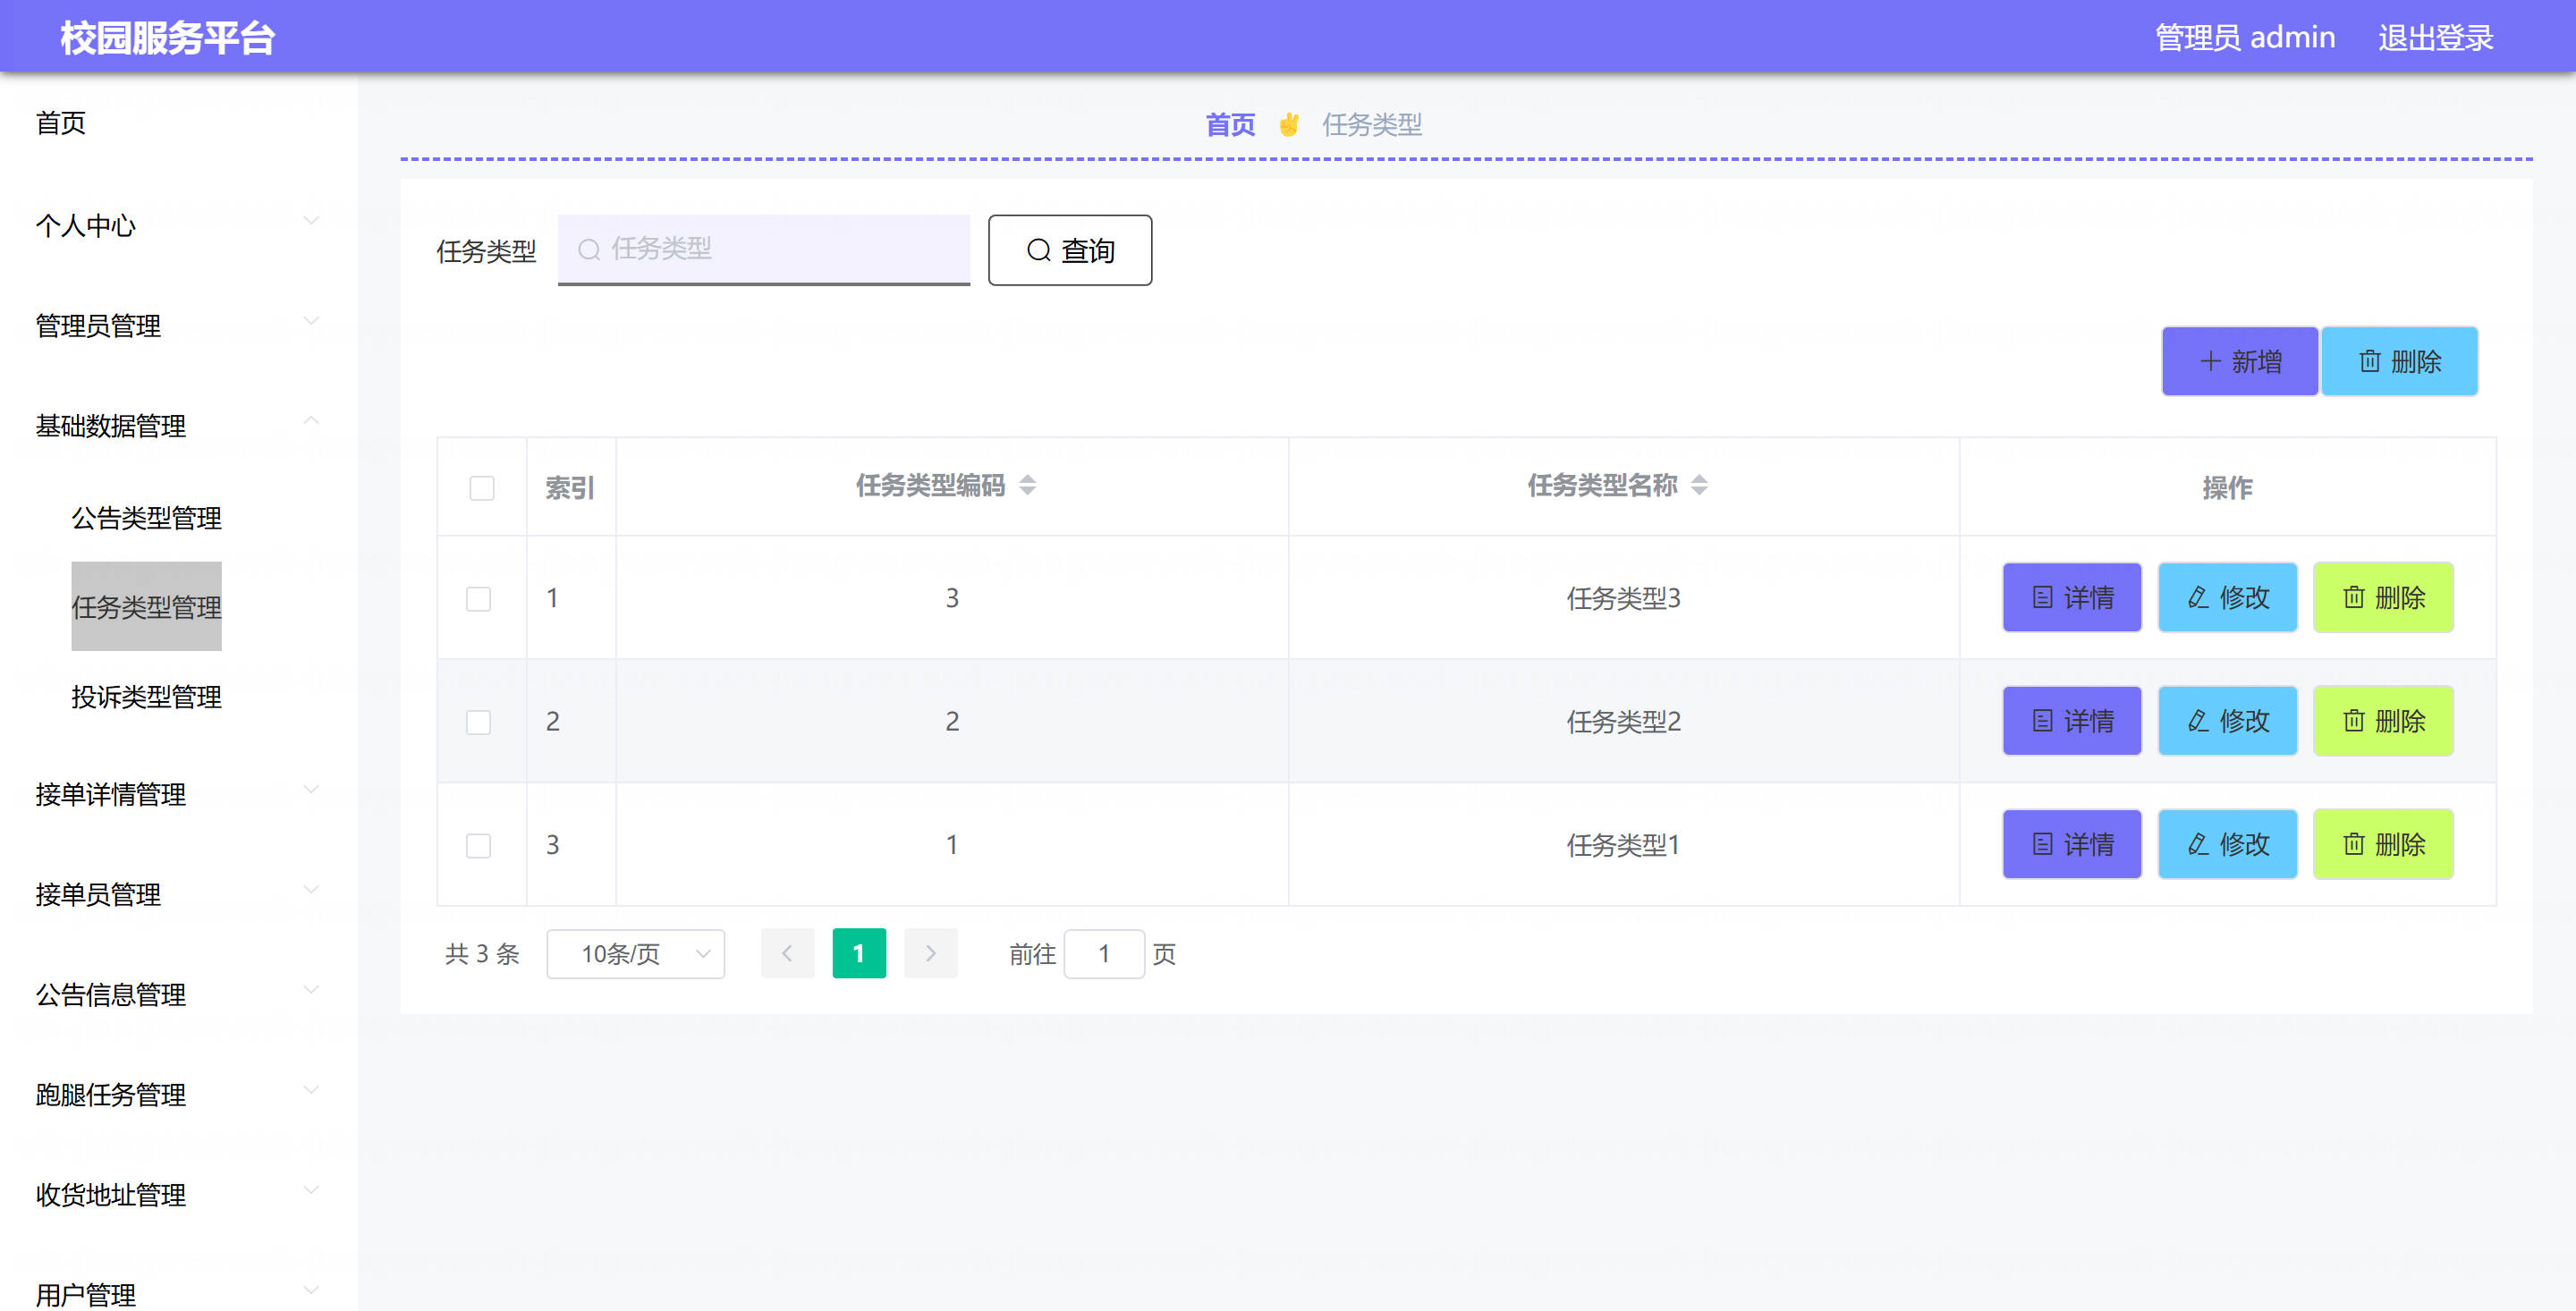 校园服务平台
管理员 admin 退出登录
首页
个人中心
管理员管理
基础数据管理
公告类型管理
任务类型管理
投诉类型管理
接单详情管理
接单员管理
公告信息管理
跑腿任务管理
收货地址管理
用户管理
首页 ✌ 任务类型
任务类型 任务类型 查询
新增 删除
索引 任务类型编码 任务类型名称 操作
1 3 任务类型3 详情 修改 删除
2 2 任务类型2 详情 修改 删除
3 1 任务类型1 详情 修改 删除
共 3 条 10条/页 1 前往 1 页